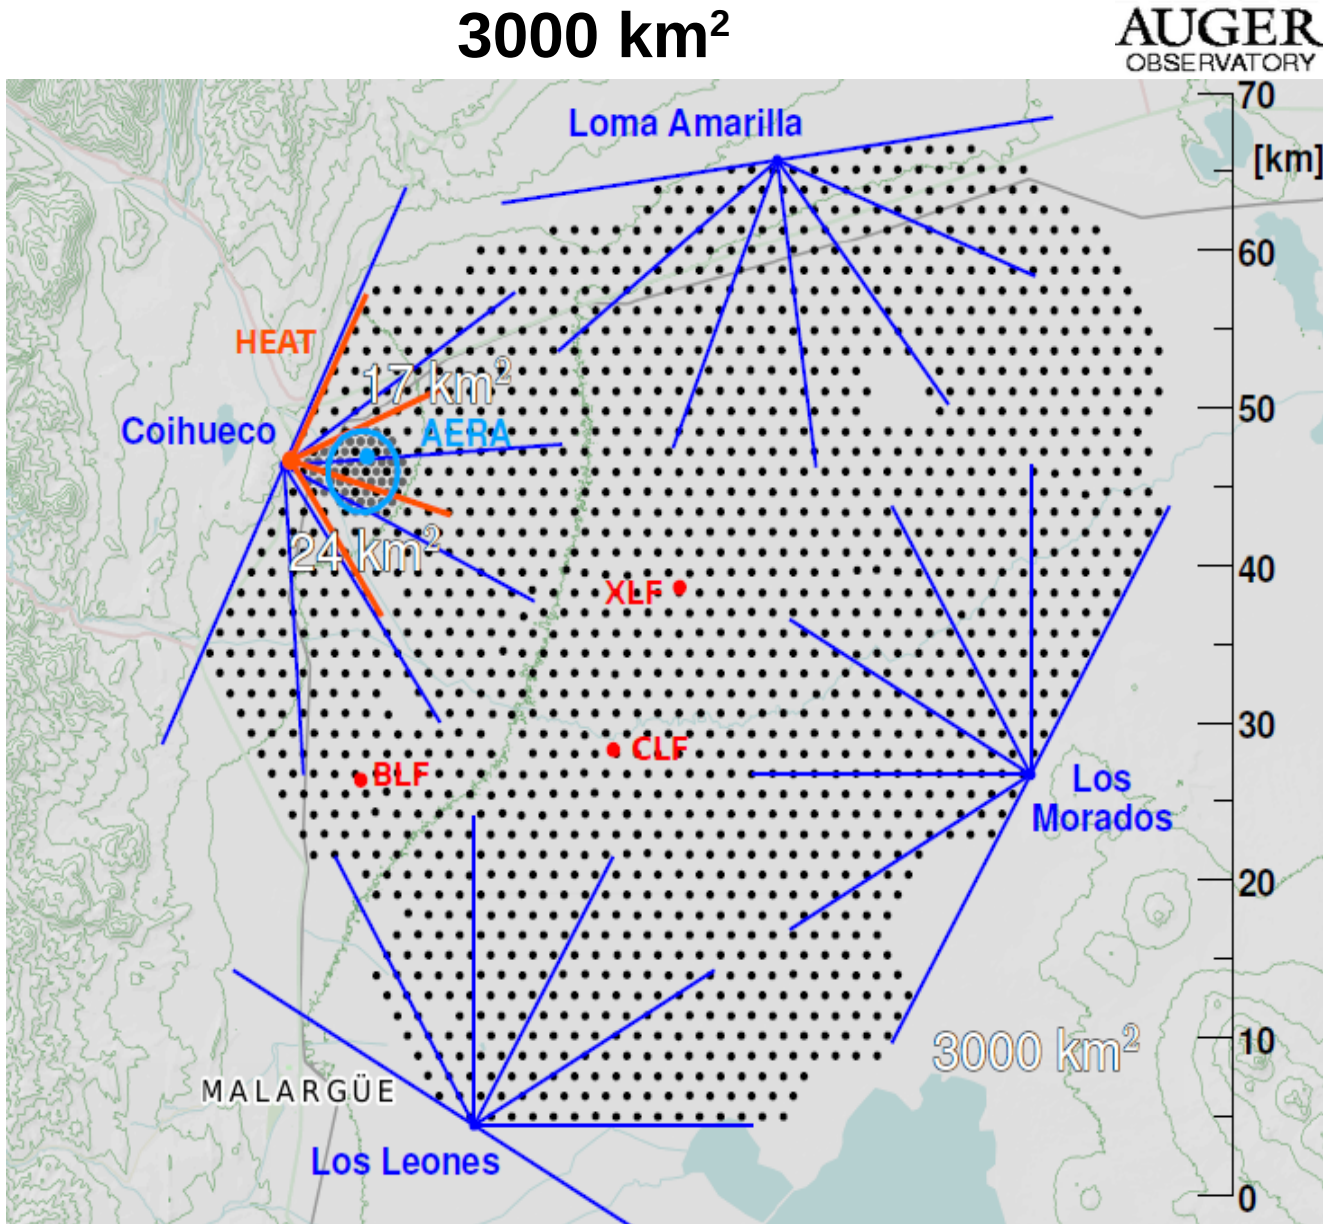 3000 km²
AUGER
OBSERVATORY
70
Loma Amarilla
[km]
60
HEAT
17 km²
50
Coihueco
AERA
24 km²
40
XLF
30
CLF
BLF
Los
Morados
20
3000 km²
10
MALARGÜE
Los Leones
0